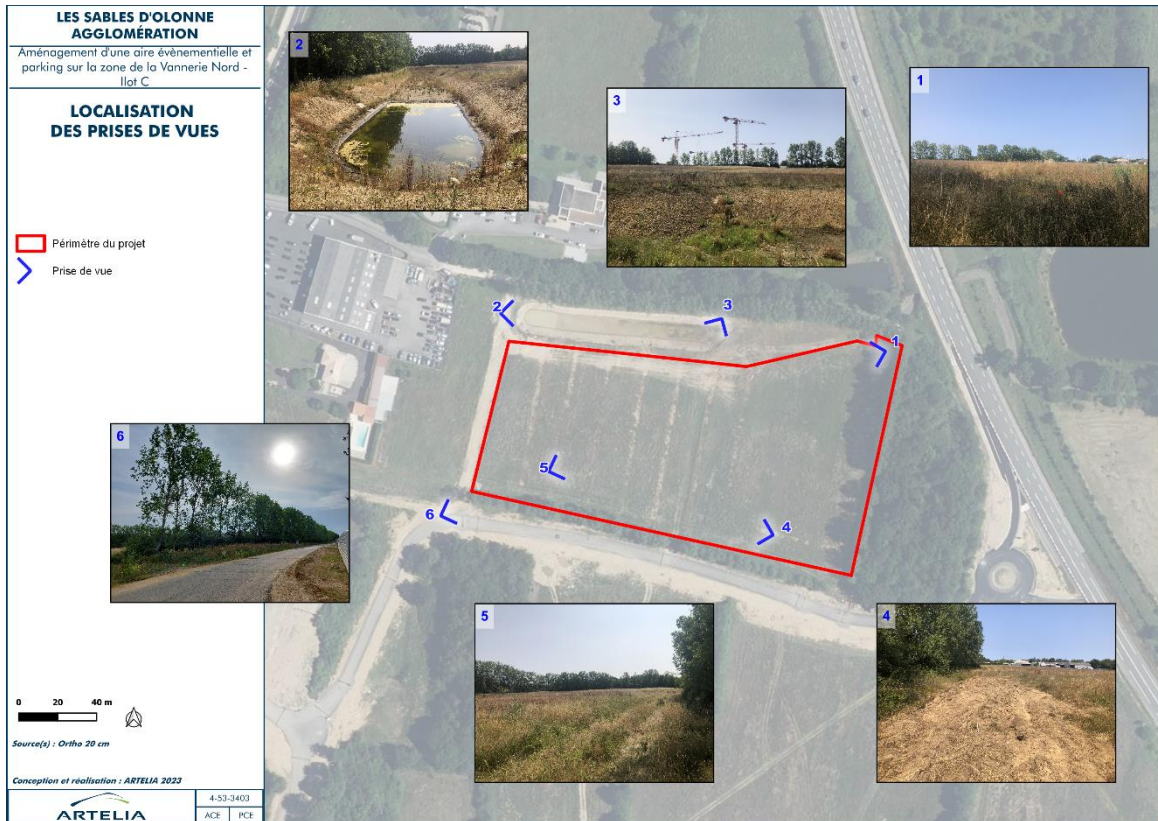 LES SABLES D'OLONNE
AGGLOMÉRATION
Aménagement d'une aire évènementielle et
parking sur la zone de la Vannerie Nord -
Ilot C
LOCALISATION
DES PRISES DE VUES
Périmètre du projet
Prise de vue
0 20 40 m
Source(s) : Ortho 20 cm
Conception et réalisation : ARTELIA 2023
ARTELIA
4-53-3403
ACE PCE
2
3
1
2
3
1
6
5
6
4
5
4